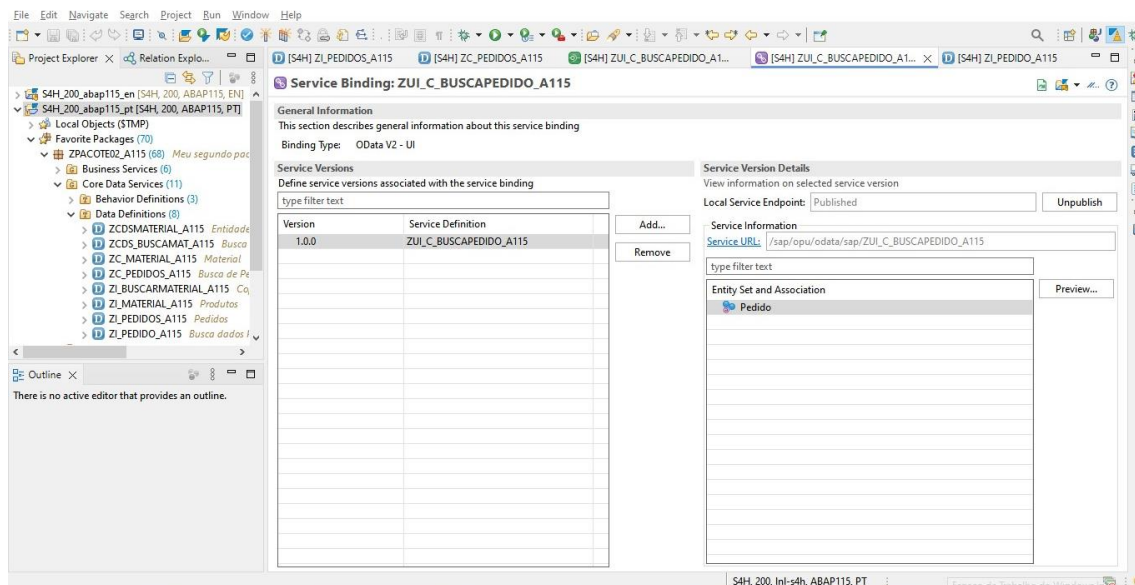 File Edit Navigate Search Project Run Window Help
Project Explorer Relation Explo...
[S4H] ZI_PEDIDOS_A115 [S4H] ZC_PEDIDOS_A115 [S4H] ZUI_C_BUSCAPEDIDO_A1... [S4H] ZUI_C_BUSCAPEDIDO_A1... [S4H] ZI_PEDIDO_A115
S4H_200_abap115_en [S4H, 200, ABAP115, EN]
S4H_200_abap115_pt [S4H, 200, ABAP115, PT]
Local Objects ($TMP)
Favorite Packages (70)
ZPACOTE02_A115 (68) Meu segundo pac
Business Services (6)
Core Data Services (11)
Behavior Definitions (3)
Data Definitions (8)
ZCDSMATERIAL_A115 Entidade
ZCDS_BUSCAMAT_A115 Busca
ZC_MATERIAL_A115 Material
ZC_PEDIDOS_A115 Busca de Pe
ZI_BUSCARMATERIAL_A115 Co
ZI_MATERIAL_A115 Produtos
ZI_PEDIDOS_A115 Pedidos
ZI_PEDIDO_A115 Busca dados
Outline
There is no active editor that provides an outline.
Service Binding: ZUI_C_BUSCAPEDIDO_A115
General Information
This section describes general information about this service binding
Binding Type: OData V2 - UI
Service Versions
Define service versions associated with the service binding
type filter text
Version Service Definition
1.0.0 ZUI_C_BUSCAPEDIDO_A115
Add...
Remove
Service Version Details
View information on selected service version
Local Service Endpoint: Published Unpublish
Service Information
Service URL: /sap/opu/odata/sap/ZUI_C_BUSCAPEDIDO_A115
type filter text
Entity Set and Association Preview...
Pedido
S4H, 200, lnl-s4h, ABAP115, PT